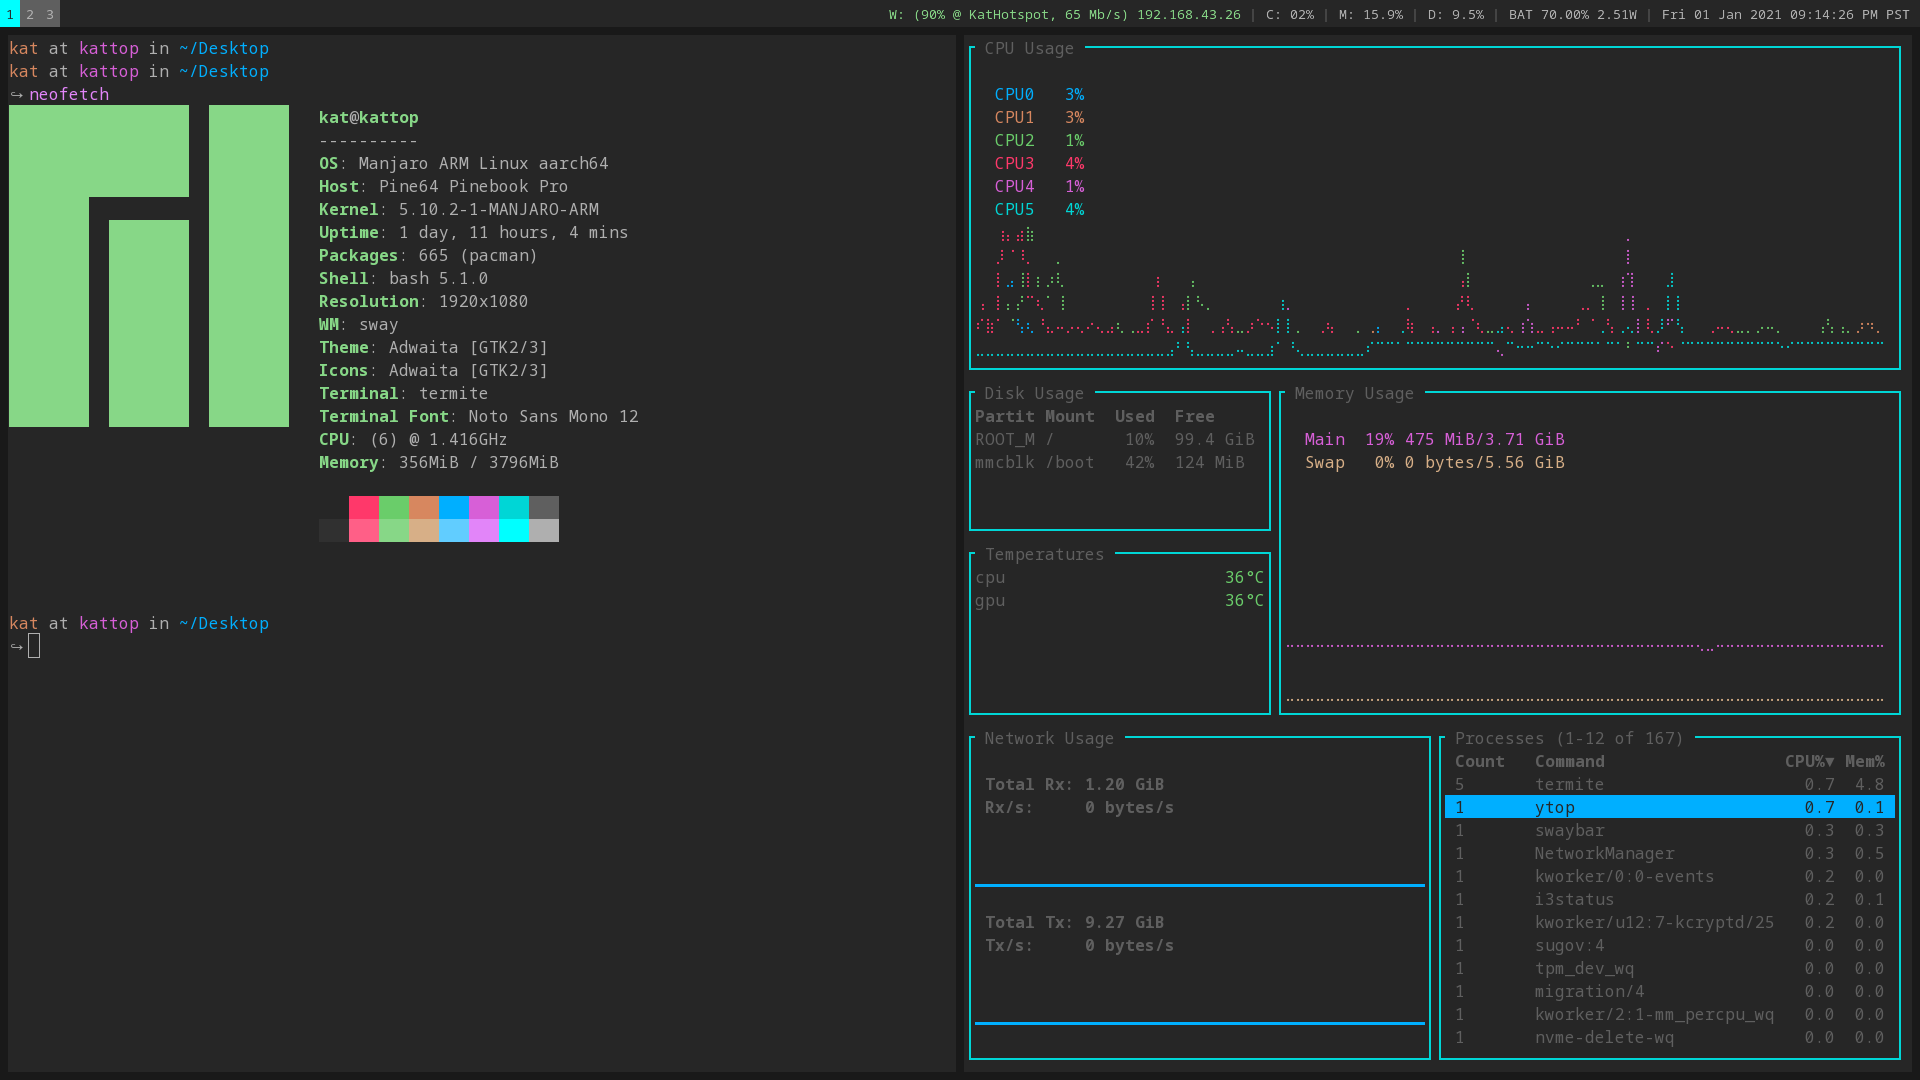 1 2 3 W: (90% @ KatHotspot, 65 Mb/s) 192.168.43.26 | C: 02% | M: 15.9% | D: 9.5% | BAT 70.00% 2.51W | Fri 01 Jan 2021 09:14:26 PM PST
kat at kattop in ~/Desktop
kat at kattop in ~/Desktop
↪ neofetch
kat@kattop
----------
OS: Manjaro ARM Linux aarch64
Host: Pine64 Pinebook Pro
Kernel: 5.10.2-1-MANJARO-ARM
Uptime: 1 day, 11 hours, 4 mins
Packages: 665 (pacman)
Shell: bash 5.1.0
Resolution: 1920x1080
WM: sway
Theme: Adwaita [GTK2/3]
Icons: Adwaita [GTK2/3]
Terminal: termite
Terminal Font: Noto Sans Mono 12
CPU: (6) @ 1.416GHz
Memory: 356MiB / 3796MiB
kat at kattop in ~/Desktop
↪
CPU Usage
CPU0 3%
CPU1 3%
CPU2 1%
CPU3 4%
CPU4 1%
CPU5 4%
Disk Usage
Partit Mount Used Free
ROOT_M / 10% 99.4 GiB
mmcblk /boot 42% 124 MiB
Memory Usage
Main 19% 475 MiB/3.71 GiB
Swap 0% 0 bytes/5.56 GiB
Temperatures
cpu 36°C
gpu 36°C
Network Usage
Total Rx: 1.20 GiB
Rx/s: 0 bytes/s
Total Tx: 9.27 GiB
Tx/s: 0 bytes/s
Processes (1-12 of 167)
Count Command CPU%▼ Mem%
5 termite 0.7 4.8
1 ytop 0.7 0.1
1 swaybar 0.3 0.3
1 NetworkManager 0.3 0.5
1 kworker/0:0-events 0.2 0.0
1 i3status 0.2 0.1
1 kworker/u12:7-kcryptd/25 0.2 0.0
1 sugov:4 0.0 0.0
1 tpm_dev_wq 0.0 0.0
1 migration/4 0.0 0.0
1 kworker/2:1-mm_percpu_wq 0.0 0.0
1 nvme-delete-wq 0.0 0.0